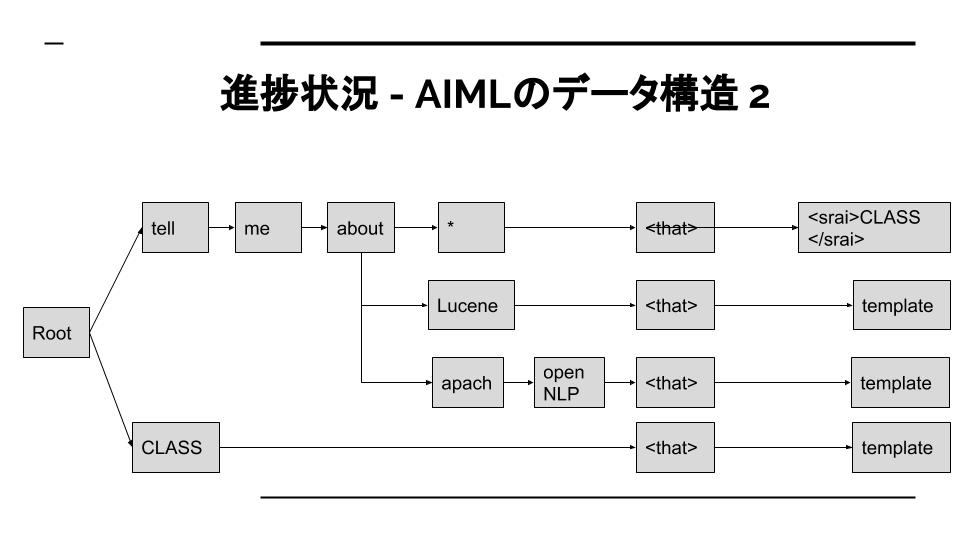 進捗状況 - AIMLのデータ構造 2
tell
me
about
*
<that>
<srai>CLASS
</srai>
Lucene
<that>
template
Root
apach
open
NLP
<that>
template
CLASS
<that>
template